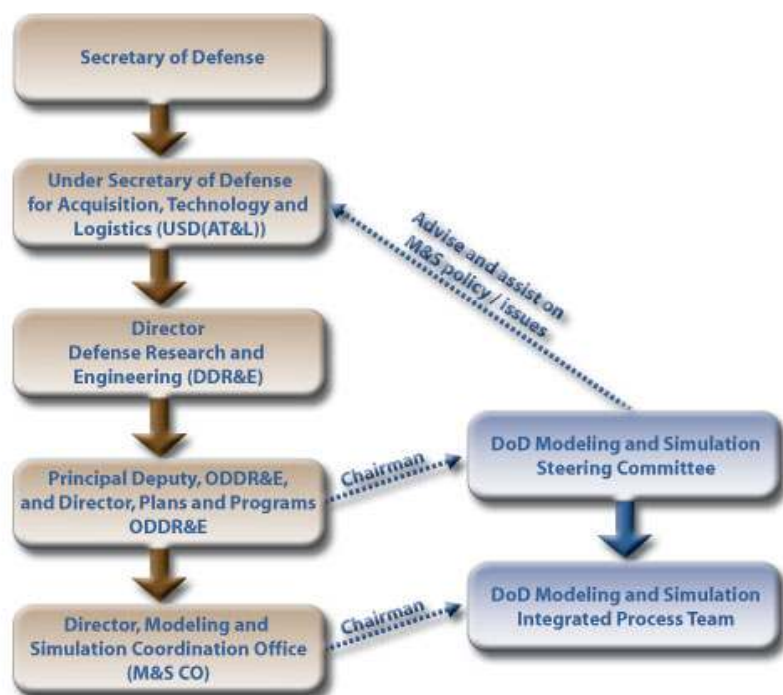 Secretary of Defense
Under Secretary of Defense
for Acquisition, Technology and
Logistics (USD(AT&L))
Advise and assist on
M&S policy / issues
Director
Defense Research and
Engineering (DDR&E)
Principal Deputy, ODDR&E,
and Director, Plans and Programs
ODDR&E
Chairman
DoD Modeling and Simulation
Steering Committee
Director, Modeling and
Simulation Coordination Office
(M&S CO)
Chairman
DoD Modeling and Simulation
Integrated Process Team